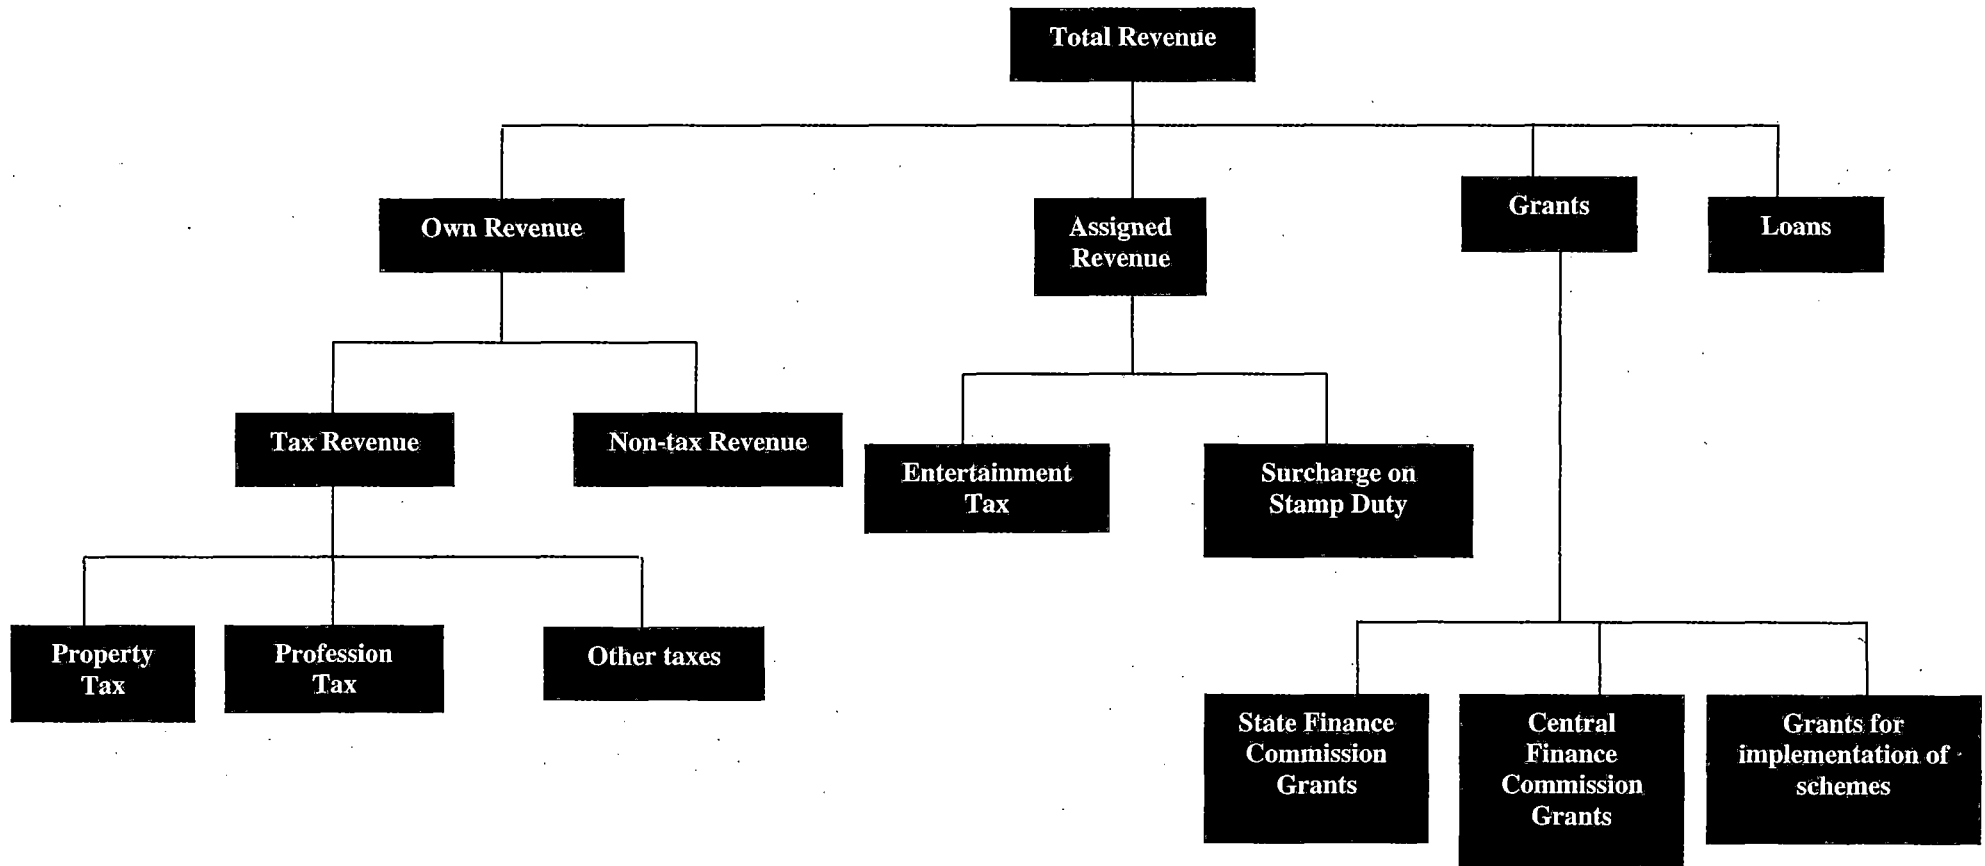 Total Revenue
Own Revenue
Assigned
Revenue
Grants
Loans
Tax Revenue
Non-tax Revenue
Entertainment
Tax
Surcharge on
Stamp Duty
Property
Tax
Profession
Tax
Other taxes
State Finance
Commission
Grants
Central
Finance
Commission
Grants
Grants for
implementation of
schemes